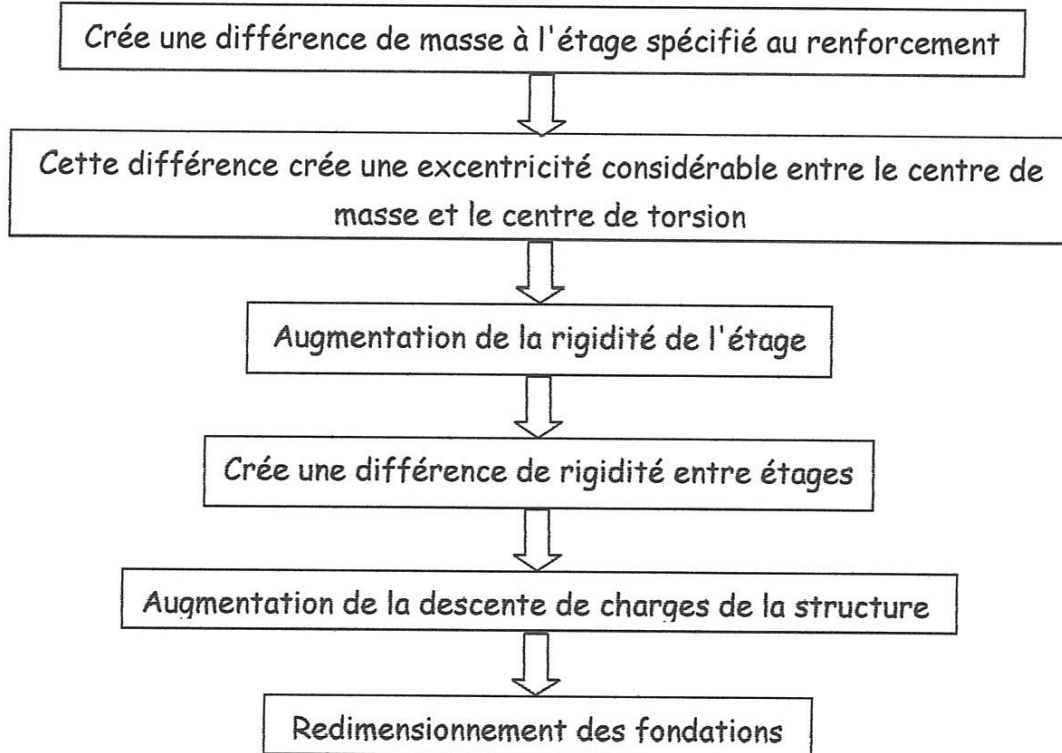 Crée une différence de masse à l'étage spécifié au renforcement
Cette différence crée une excentricité considérable entre le centre de
masse et le centre de torsion
Augmentation de la rigidité de l'étage
Crée une différence de rigidité entre étages
Augmentation de la descente de charges de la structure
Redimensionnement des fondations